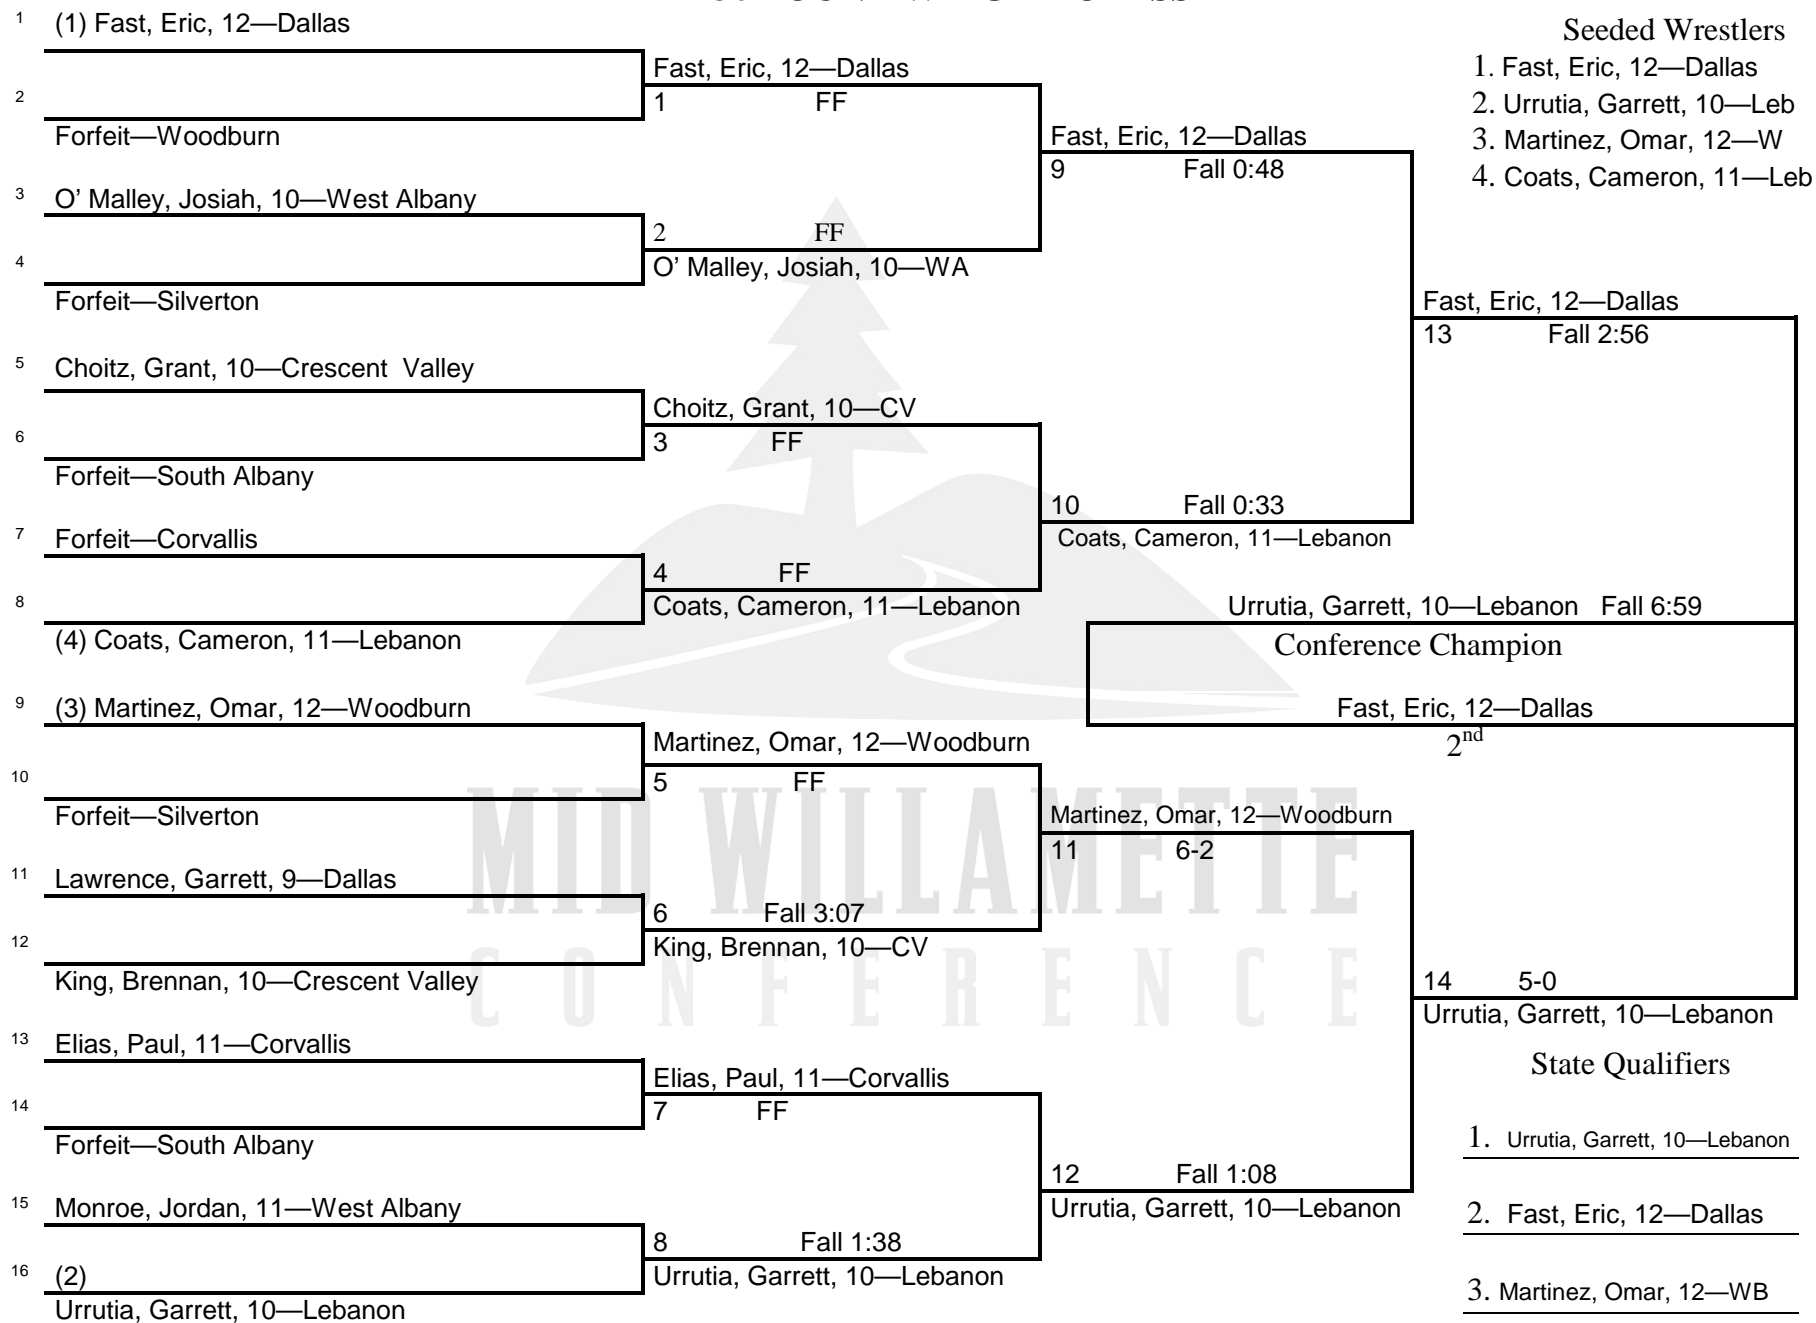 1 (1) Fast, Eric, 12—Dallas
2
Forfeit—Woodburn
3 O' Malley, Josiah, 10—West Albany
4
Forfeit—Silverton
5 Choitz, Grant, 10—Crescent Valley
6
Forfeit—South Albany
7 Forfeit—Corvallis
8
(4) Coats, Cameron, 11—Lebanon
9 (3) Martinez, Omar, 12—Woodburn
10
Forfeit—Silverton
11 Lawrence, Garrett, 9—Dallas
12
King, Brennan, 10—Crescent Valley
13 Elias, Paul, 11—Corvallis
14
Forfeit—South Albany
15 Monroe, Jordan, 11—West Albany
16 (2)
Urrutia, Garrett, 10—Lebanon
Fast, Eric, 12—Dallas
1 FF
2 FF
O' Malley, Josiah, 10—WA
Choitz, Grant, 10—CV
3 FF
4 FF
Coats, Cameron, 11—Lebanon
Martinez, Omar, 12—Woodburn
5 FF
6 Fall 3:07
King, Brennan, 10—CV
Elias, Paul, 11—Corvallis
7 FF
8 Fall 1:38
Urrutia, Garrett, 10—Lebanon
Fast, Eric, 12—Dallas
9 Fall 0:48
10 Fall 0:33
Coats, Cameron, 11—Lebanon
Martinez, Omar, 12—Woodburn
11 6-2
12 Fall 1:08
Urrutia, Garrett, 10—Lebanon
Fast, Eric, 12—Dallas
13 Fall 2:56
14 5-0
Urrutia, Garrett, 10—Lebanon
Urrutia, Garrett, 10—Lebanon Fall 6:59
Conference Champion
Fast, Eric, 12—Dallas
2nd
Seeded Wrestlers
1. Fast, Eric, 12—Dallas
2. Urrutia, Garrett, 10—Leb
3. Martinez, Omar, 12—W
4. Coats, Cameron, 11—Leb
State Qualifiers
1. Urrutia, Garrett, 10—Lebanon
2. Fast, Eric, 12—Dallas
3. Martinez, Omar, 12—WB
MID WILLAMETTE
CONFERENCE